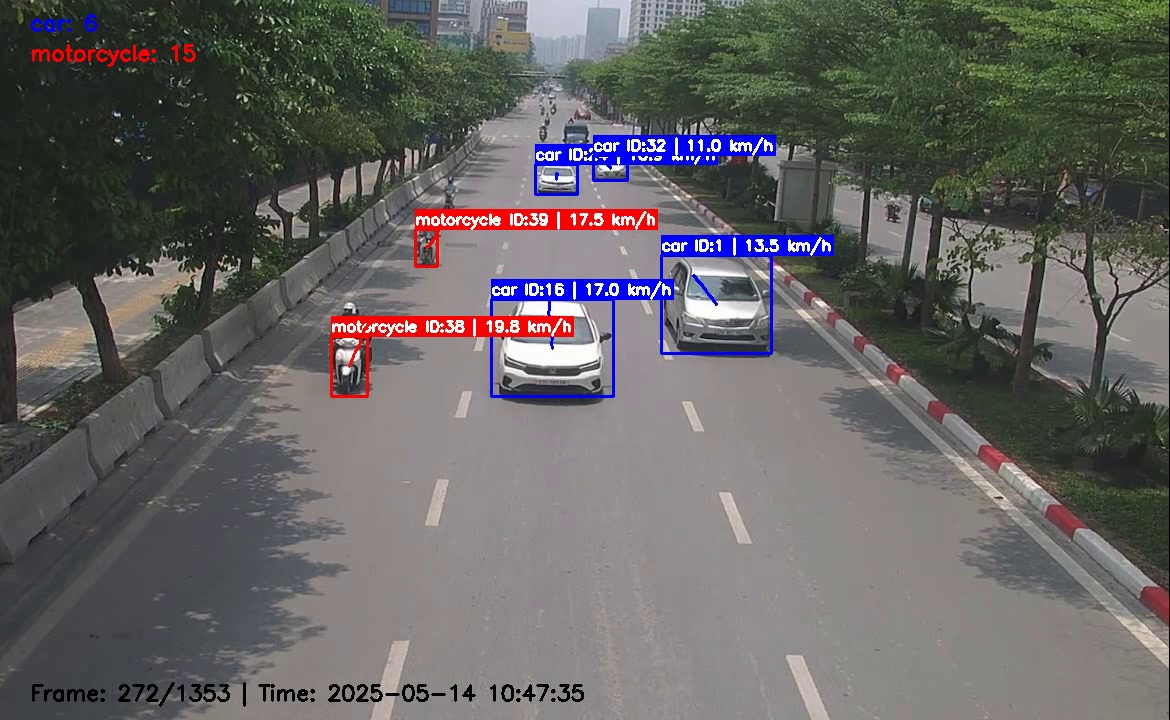 car: 6
motorcycle: 15
car ID:32 | 11.0 km/h
car ID: km/h
motorcycle ID:39 | 17.5 km/h
car ID:1 | 13.5 km/h
car ID:16 | 17.0 km/h
motorcycle ID:38 | 19.8 km/h
Frame: 272/1353 | Time: 2025-05-14 10:47:35